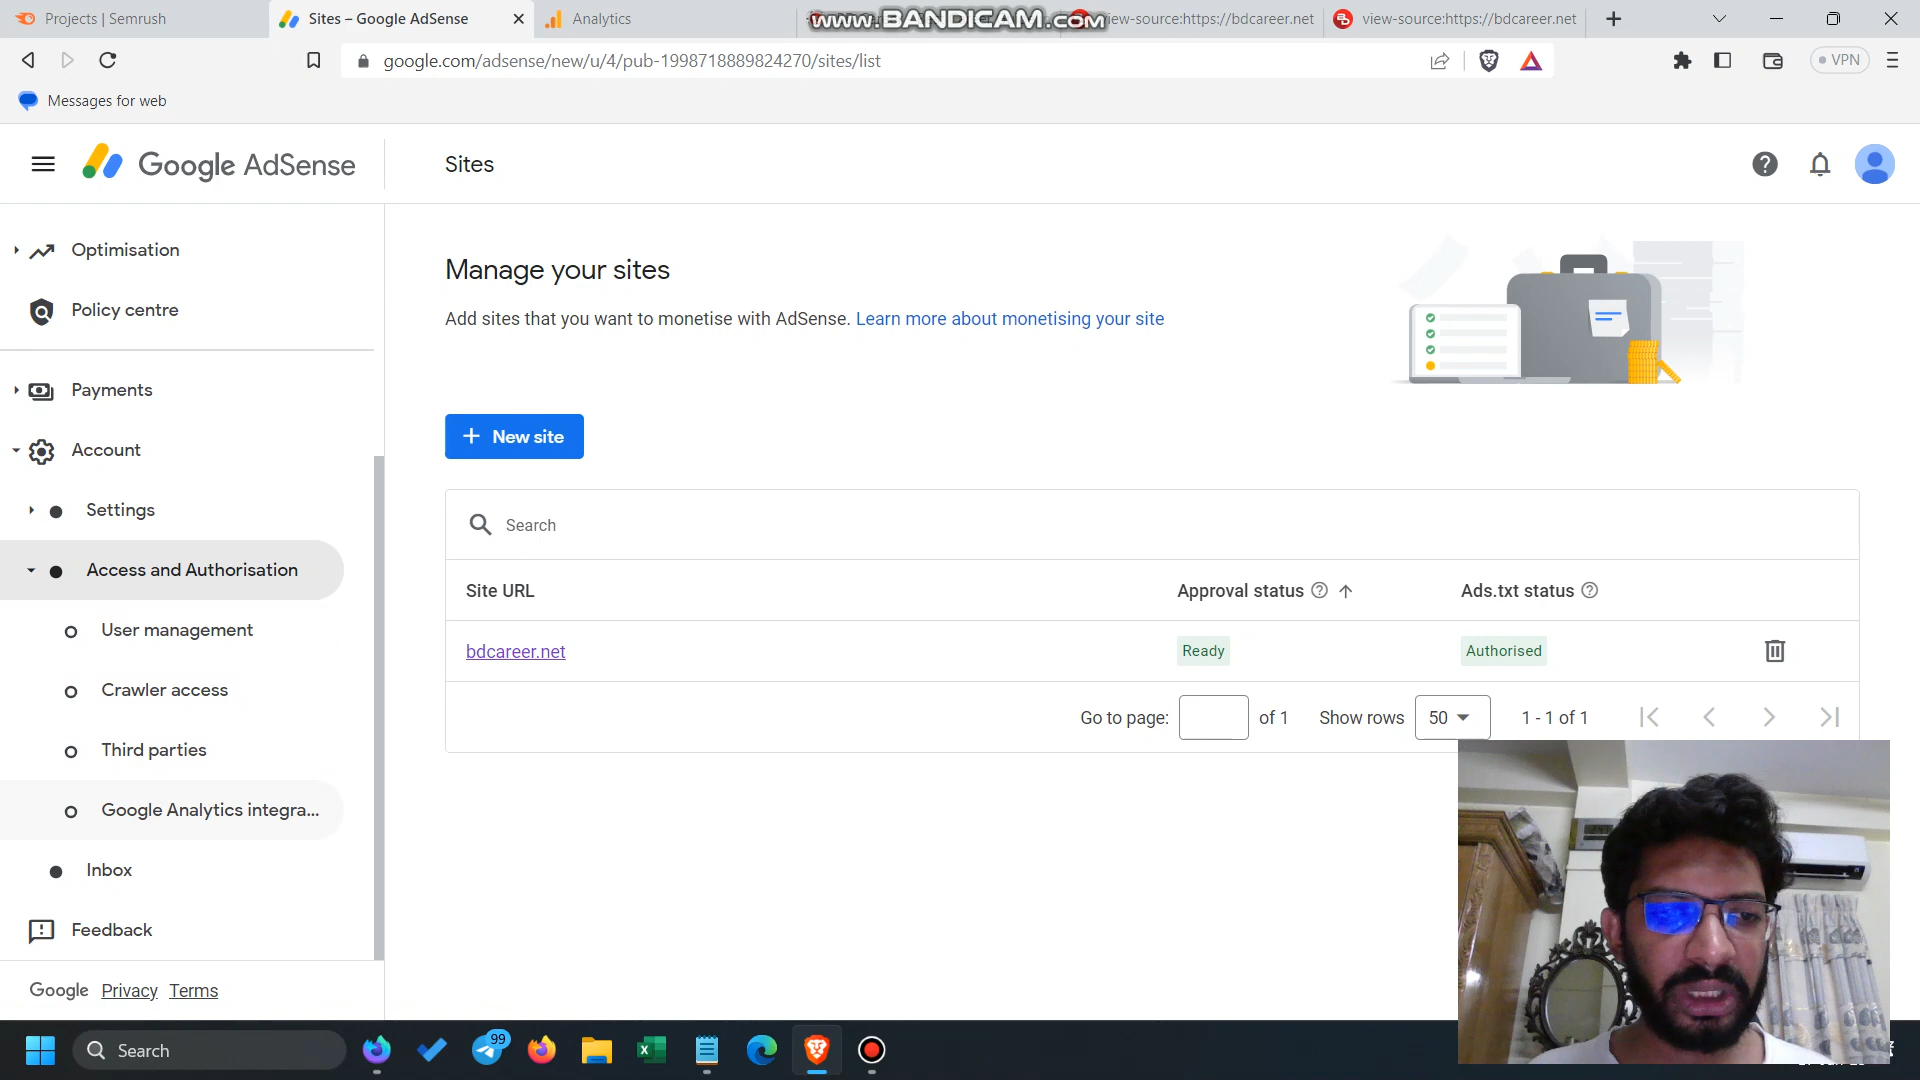 Projects | Semrush
Sites – Google AdSense
Analytics
www.BANDICAM.com
iew-source:https://bdcareer.net
view-source:https://bdcareer.net
google.com/adsense/new/u/4/pub-1998718889824270/sites/list
VPN
Messages for web
Google AdSense
Sites
Optimisation
Policy centre
Payments
Account
Settings
Access and Authorisation
User management
Crawler access
Third parties
Google Analytics integra...
Inbox
Feedback
Google Privacy Terms
Manage your sites
Add sites that you want to monetise with AdSense. Learn more about monetising your site
+ New site
Search
Site URL
Approval status
Ads.txt status
bdcareer.net
Ready
Authorised
Go to page:
of 1
Show rows
50
1 - 1 of 1
Search
99